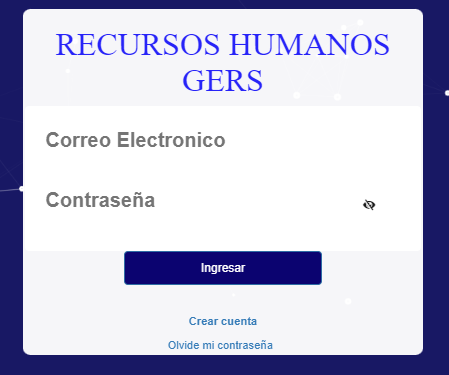 RECURSOS HUMANOS
GERS
Correo Electronico
Contraseña
Ingresar
Crear cuenta
Olvide mi contraseña